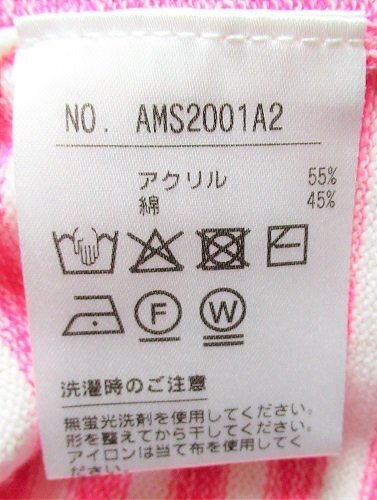 NO. AMS2001A2
アクリル 55%
綿 45%
F W
洗濯時のご注意
無蛍光洗剤を使用してください。
形を整えてから干してください。
アイロンは当て布を使用して
ください。